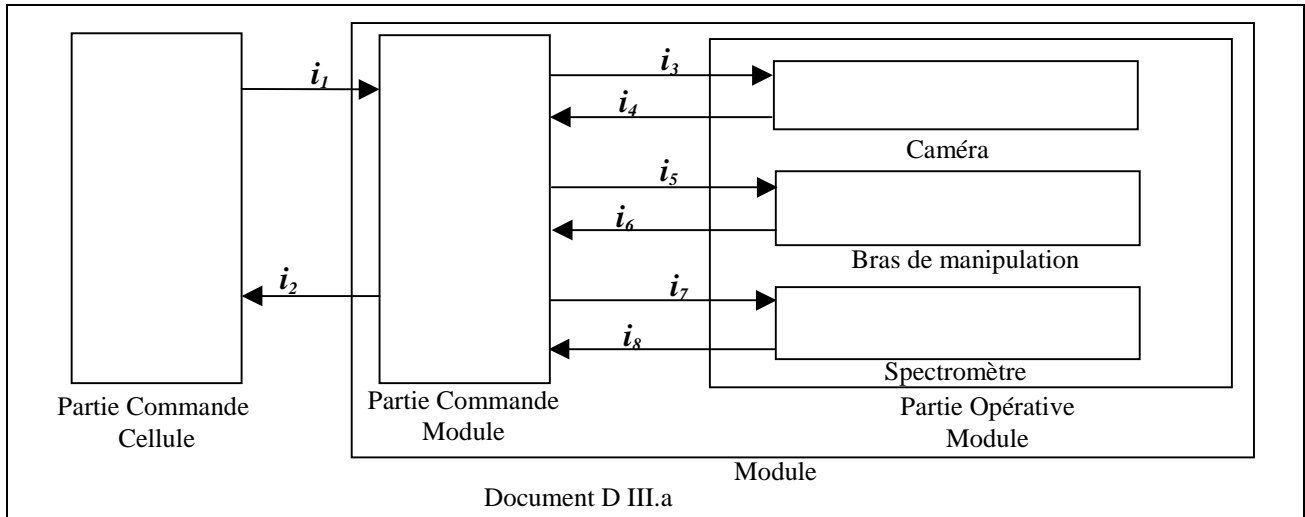 i1
i3
i4
Caméra
i5
i6
Bras de manipulation
i2
i7
i8
Spectromètre
Partie Commande
Cellule
Partie Commande
Module
Partie Opérative
Module
Module
Document D III.a